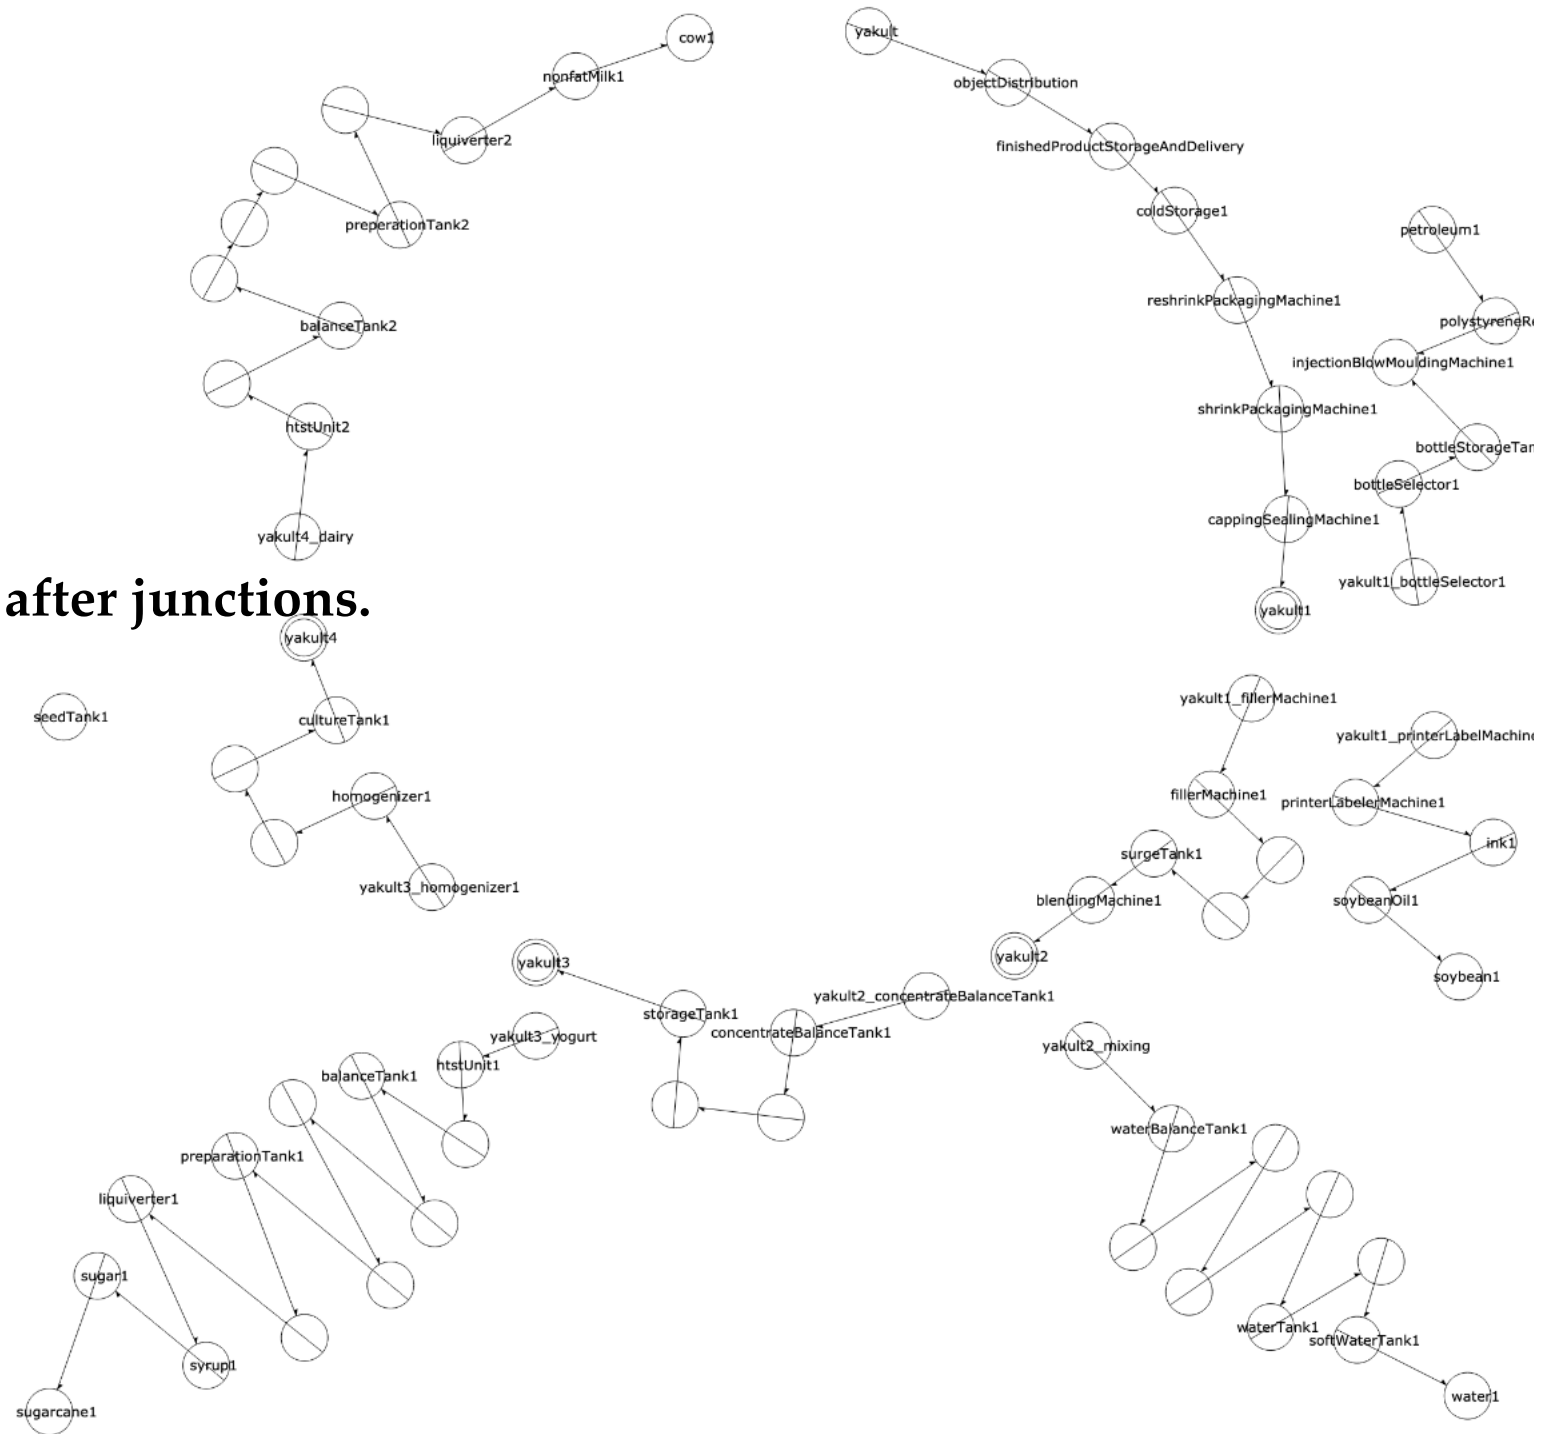 cow1
yakult
nonfatMilk1
objectDistribution
liquiverter2
finishedProductStorageAndDelivery
coldStorage1
preperationTank2
petroleum1
reshrinkPackagingMachine1
polystyreneR
balanceTank2
injectionBlowMouldingMachine1
shrinkPackagingMachine1
htstUnit2
bottleStorageTan
bottleSelector1
cappingSealingMachine1
yakult4_dairy
yakult1_bottleSelector1
after junctions.
yakult1
yakult4
yakult1_fillerMachine1
seedTank1
cultureTank1
yakult1_printerLabelMachine
homogenizer1
fillerMachine1
printerLabelerMachine1
ink1
surgeTank1
yakult3_homogenizer1
blendingMachine1
soybeanOil1
yakult2
yakult3
soybean1
yakult2_concentrateBalanceTank1
storageTank1
concentrateBalanceTank1
yakult3_yogurt
yakult2_mixing
htstUnit1
balanceTank1
waterBalanceTank1
preparationTank1
liquiverter1
sugar1
waterTank1
softWaterTank1
syrup1
water1
sugarcane1